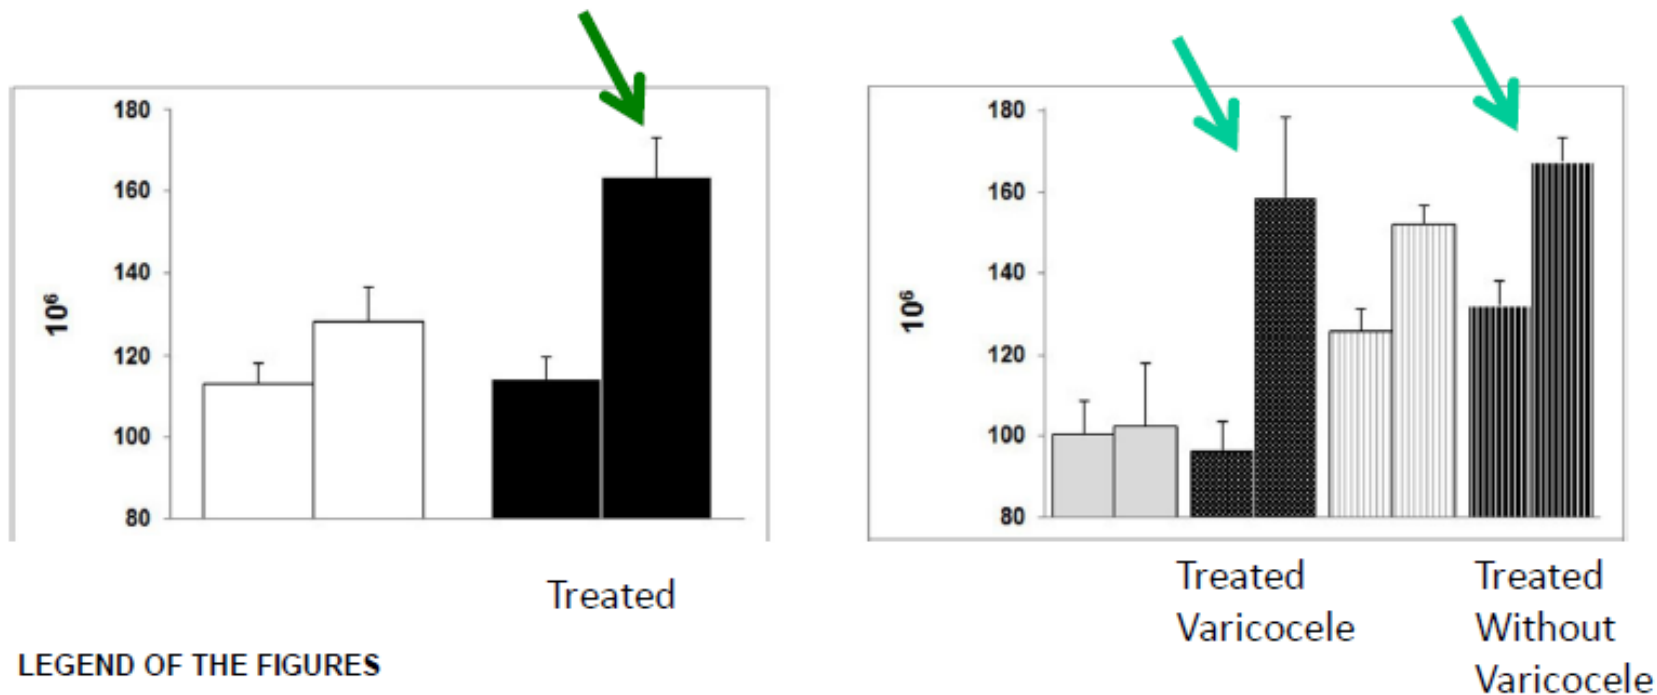 180
160
140
120
100
80
10⁶
Treated
180
160
140
120
100
80
10⁶
Treated
Varicocele
Treated
Without
Varicocele
LEGEND OF THE FIGURES